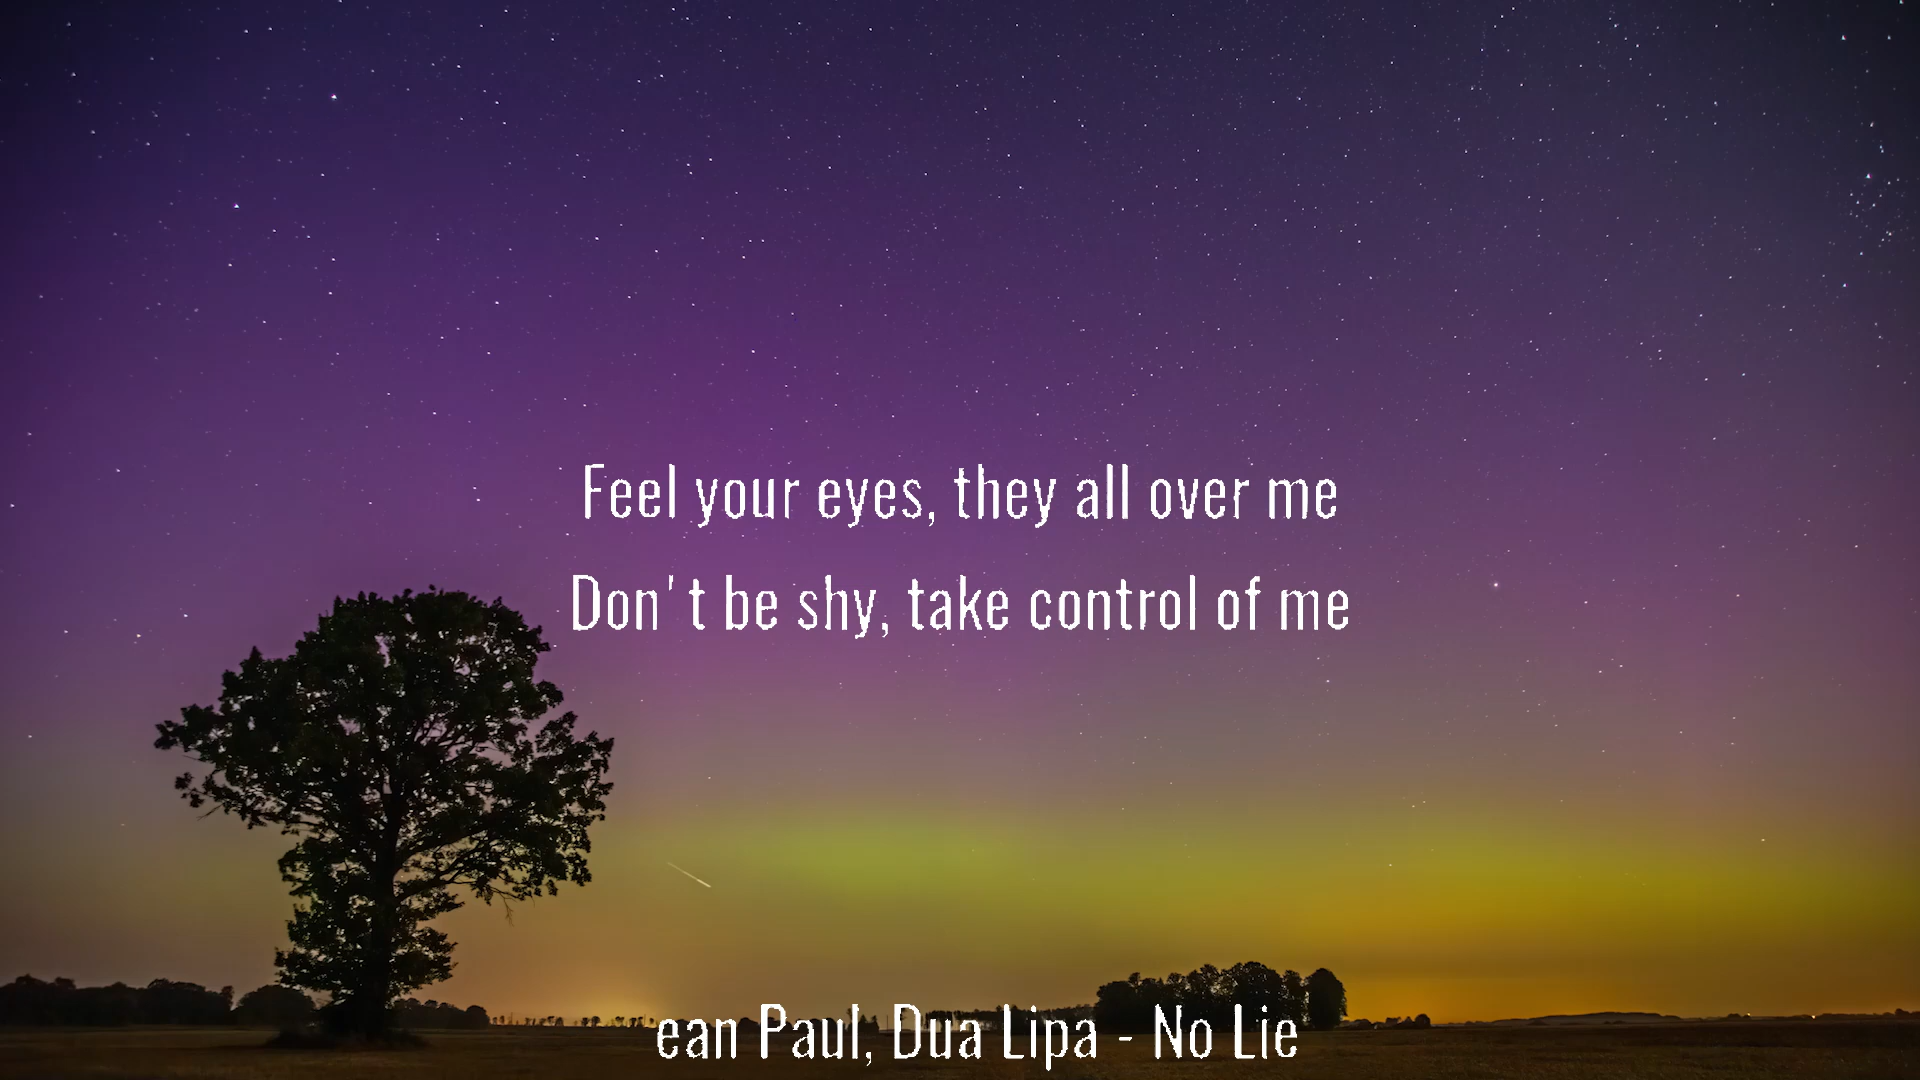 Feel your eyes, they all over me
Don't be shy, take control of me
ean Paul, Dua Lipa - No Lie